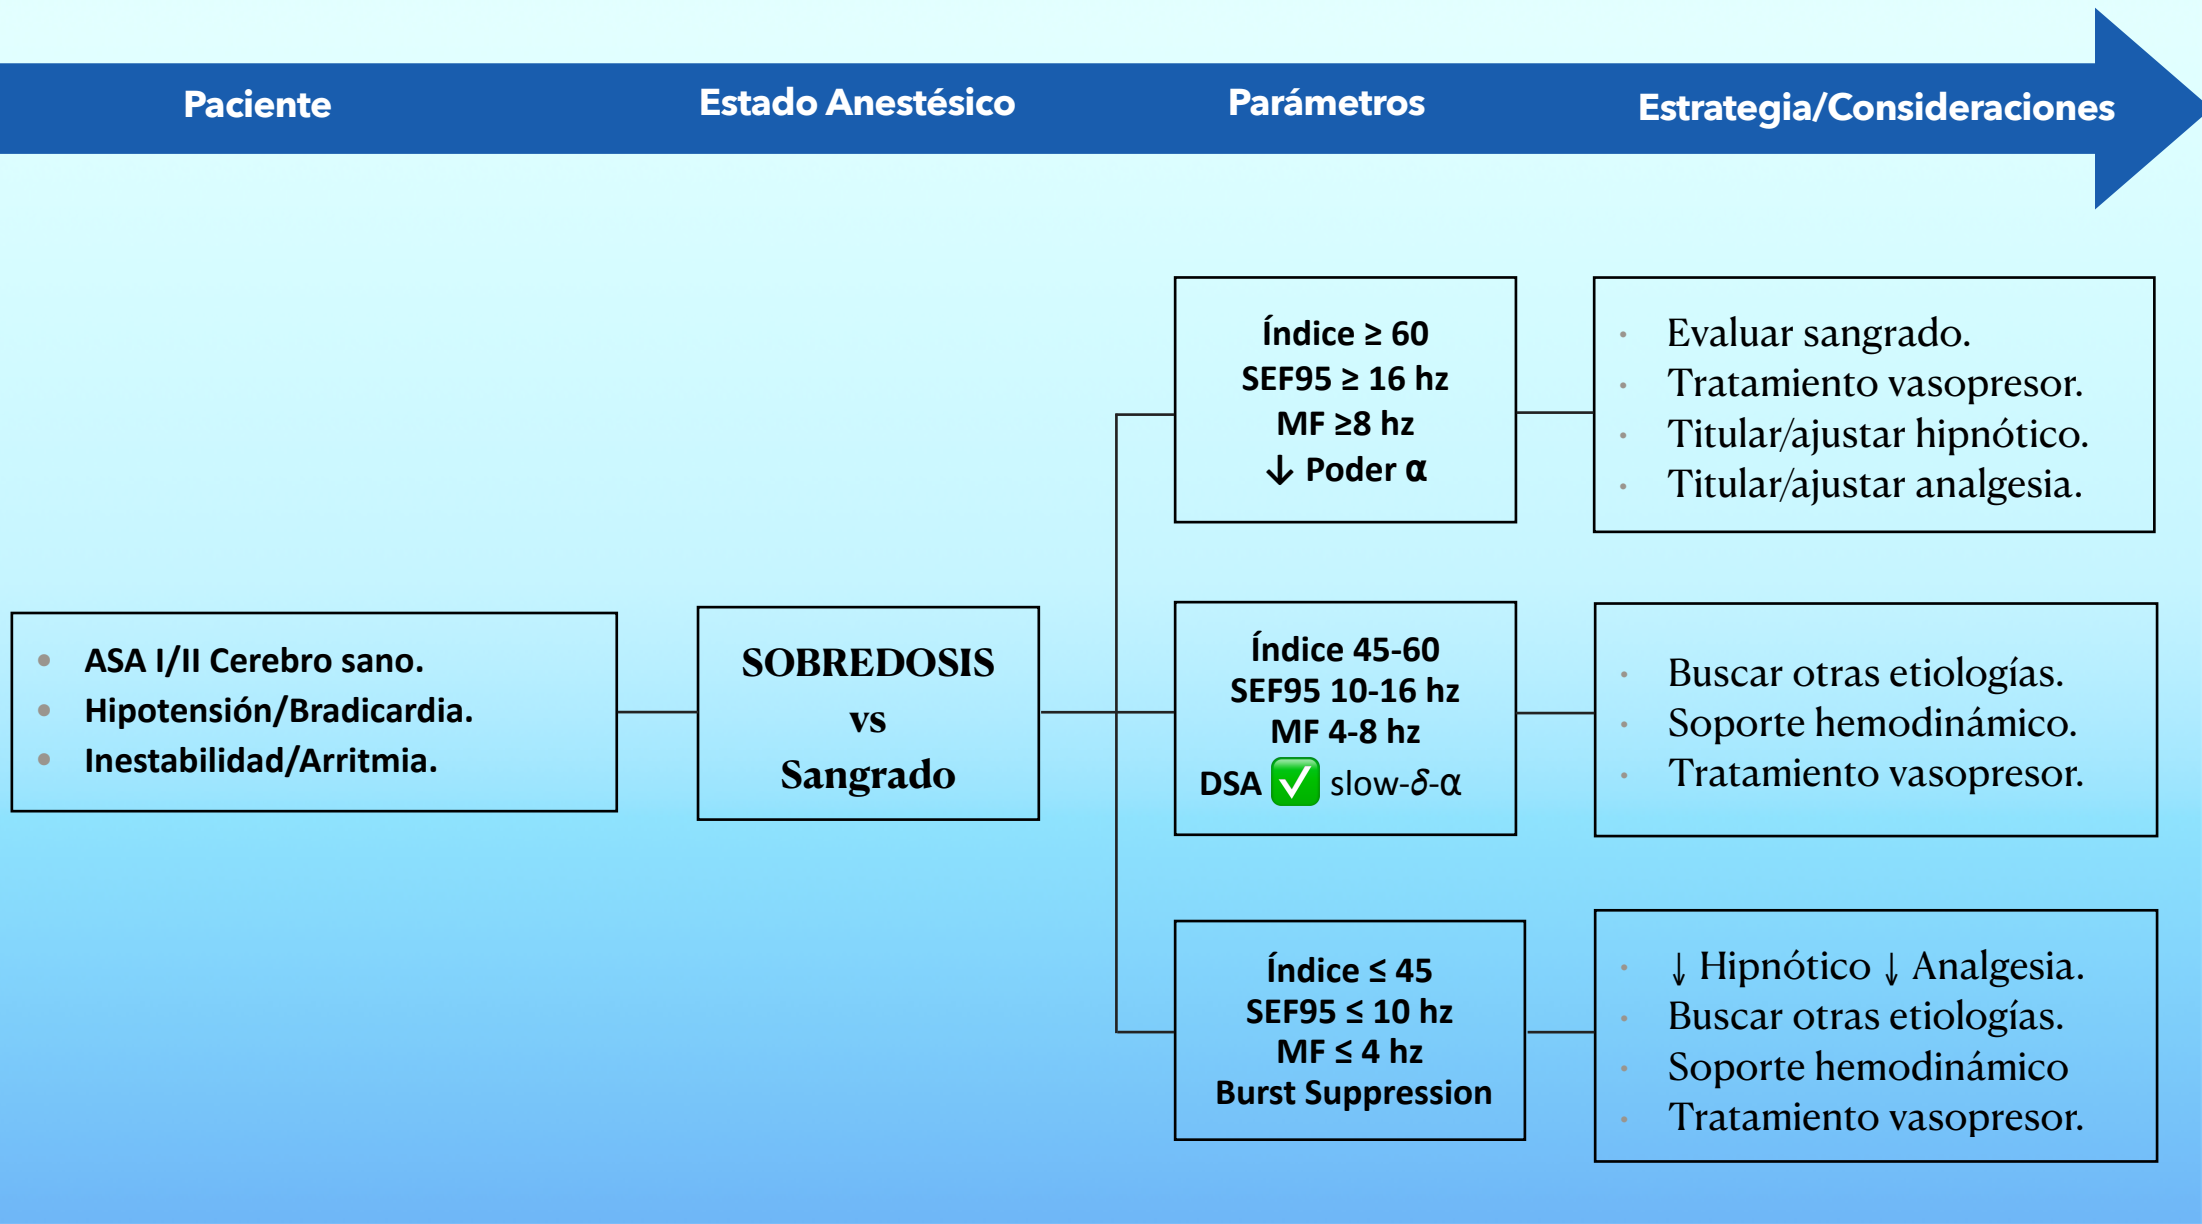 Paciente
Estado Anestésico
Parámetros
Estrategia/Consideraciones
• ASA I/II Cerebro sano.
• Hipotensión/Bradicardia.
• Inestabilidad/Arritmia.
SOBREDOSIS
vs
Sangrado
Índice ≥ 60
SEF95 ≥ 16 hz
MF ≥8 hz
↓ Poder α
• Evaluar sangrado.
• Tratamiento vasopresor.
• Titular/ajustar hipnótico.
• Titular/ajustar analgesia.
Índice 45-60
SEF95 10-16 hz
MF 4-8 hz
DSA ✅ slow-δ-α
• Buscar otras etiologías.
• Soporte hemodinámico.
• Tratamiento vasopresor.
Índice ≤ 45
SEF95 ≤ 10 hz
MF ≤ 4 hz
Burst Suppression
• ↓ Hipnótico ↓ Analgesia.
• Buscar otras etiologías.
• Soporte hemodinámico
• Tratamiento vasopresor.